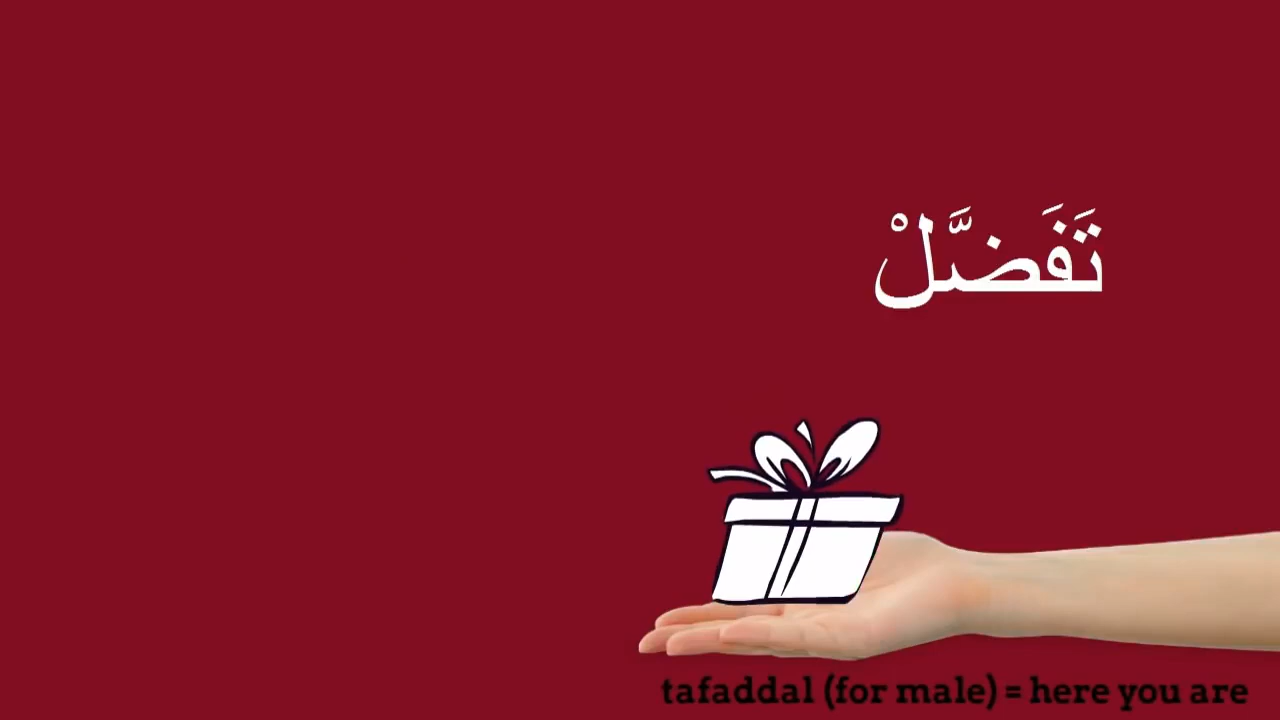 تَفَضَّلْ
tafaddal (for male) = here you are